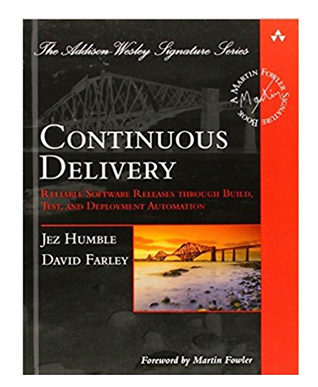 The Addison-Wesley Signature Series
A MARTIN FOWLER SIGNATURE BOOK
Martin
CONTINUOUS
DELIVERY
RELIABLE SOFTWARE RELEASES THROUGH BUILD,
TEST, AND DEPLOYMENT AUTOMATION
JEZ HUMBLE
DAVID FARLEY
Foreword by Martin Fowler